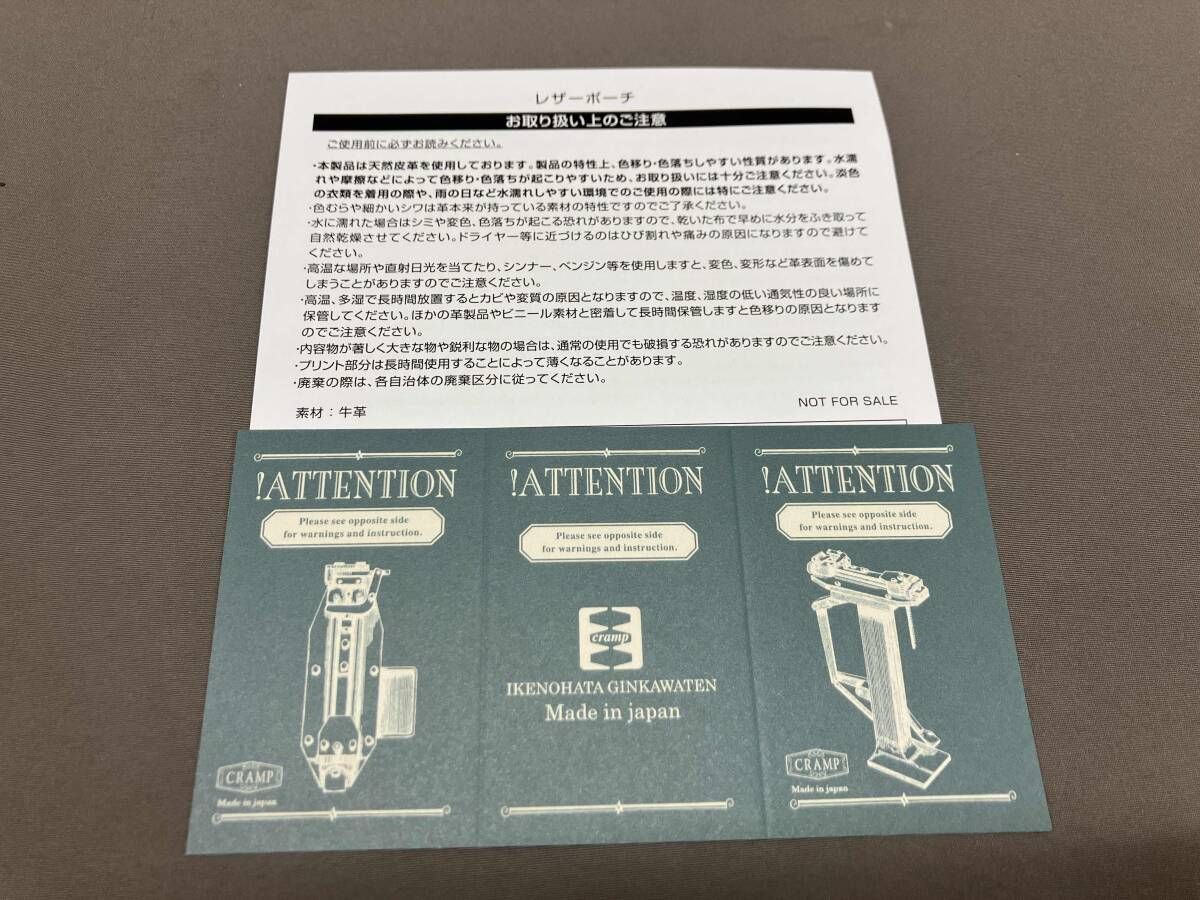 レザーポーチ
お取り扱い上のご注意
ご使用前に必ずお読みください。
・本製品は天然皮革を使用しております。製品の特性上、色移り・色落ちしやすい性質があります。水濡
れや摩擦などによって色移り・色落ちが起こりやすいため、お取り扱いには十分ご注意ください。淡色
の衣類を着用の際や、雨の日など水濡れしやすい環境でのご使用の際には特にご注意ください。
・色むらや細かいシワは革本来が持っている素材の特性ですのでご了承ください。
・水に濡れた場合はシミや変色、色落ちが起こる恐れがありますので、乾いた布で早めに水分をふき取って
自然乾燥させてください。ドライヤー等に近づけるのはひび割れや痛みの原因になりますので避けて
ください。
・高温な場所や直射日光を当てたり、シンナー、ベンジン等を使用しますと、変色、変形など革表面を傷めて
しまうことがありますのでご注意ください。
・高温、多湿で長時間放置するとカビや変質の原因となりますので、温度、湿度の低い通気性の良い場所に
保管してください。ほかの革製品やビニール素材と密着して長時間保管しますと色移りの原因となります
のでご注意ください。
・内容物が著しく大きな物や鋭利な物の場合は、通常の使用でも破損する恐れがありますのでご注意ください。
・プリント部分は長時間使用することによって薄くなることがあります。
・廃棄の際は、各自治体の廃棄区分に従ってください。
素材：牛革
NOT FOR SALE
!ATTENTION
Please see opposite side
for warnings and instruction.
CRAMP
Made in japan
!ATTENTION
Please see opposite side
for warnings and instruction.
cramp
IKENOHATA GINKAWATEN
Made in japan
!ATTENTION
Please see opposite side
for warnings and instruction.
CRAMP
Made in japan